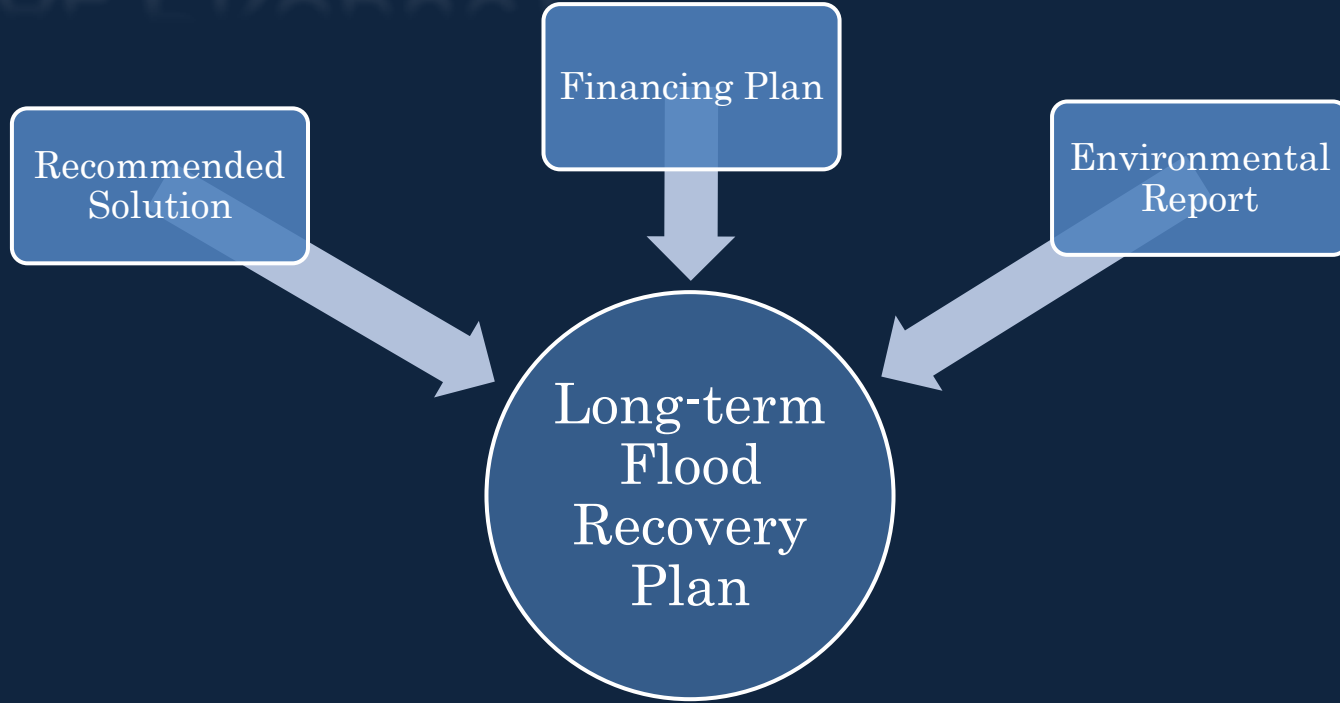 Financing Plan
Recommended
Solution
Environmental
Report
Long-term
Flood
Recovery
Plan